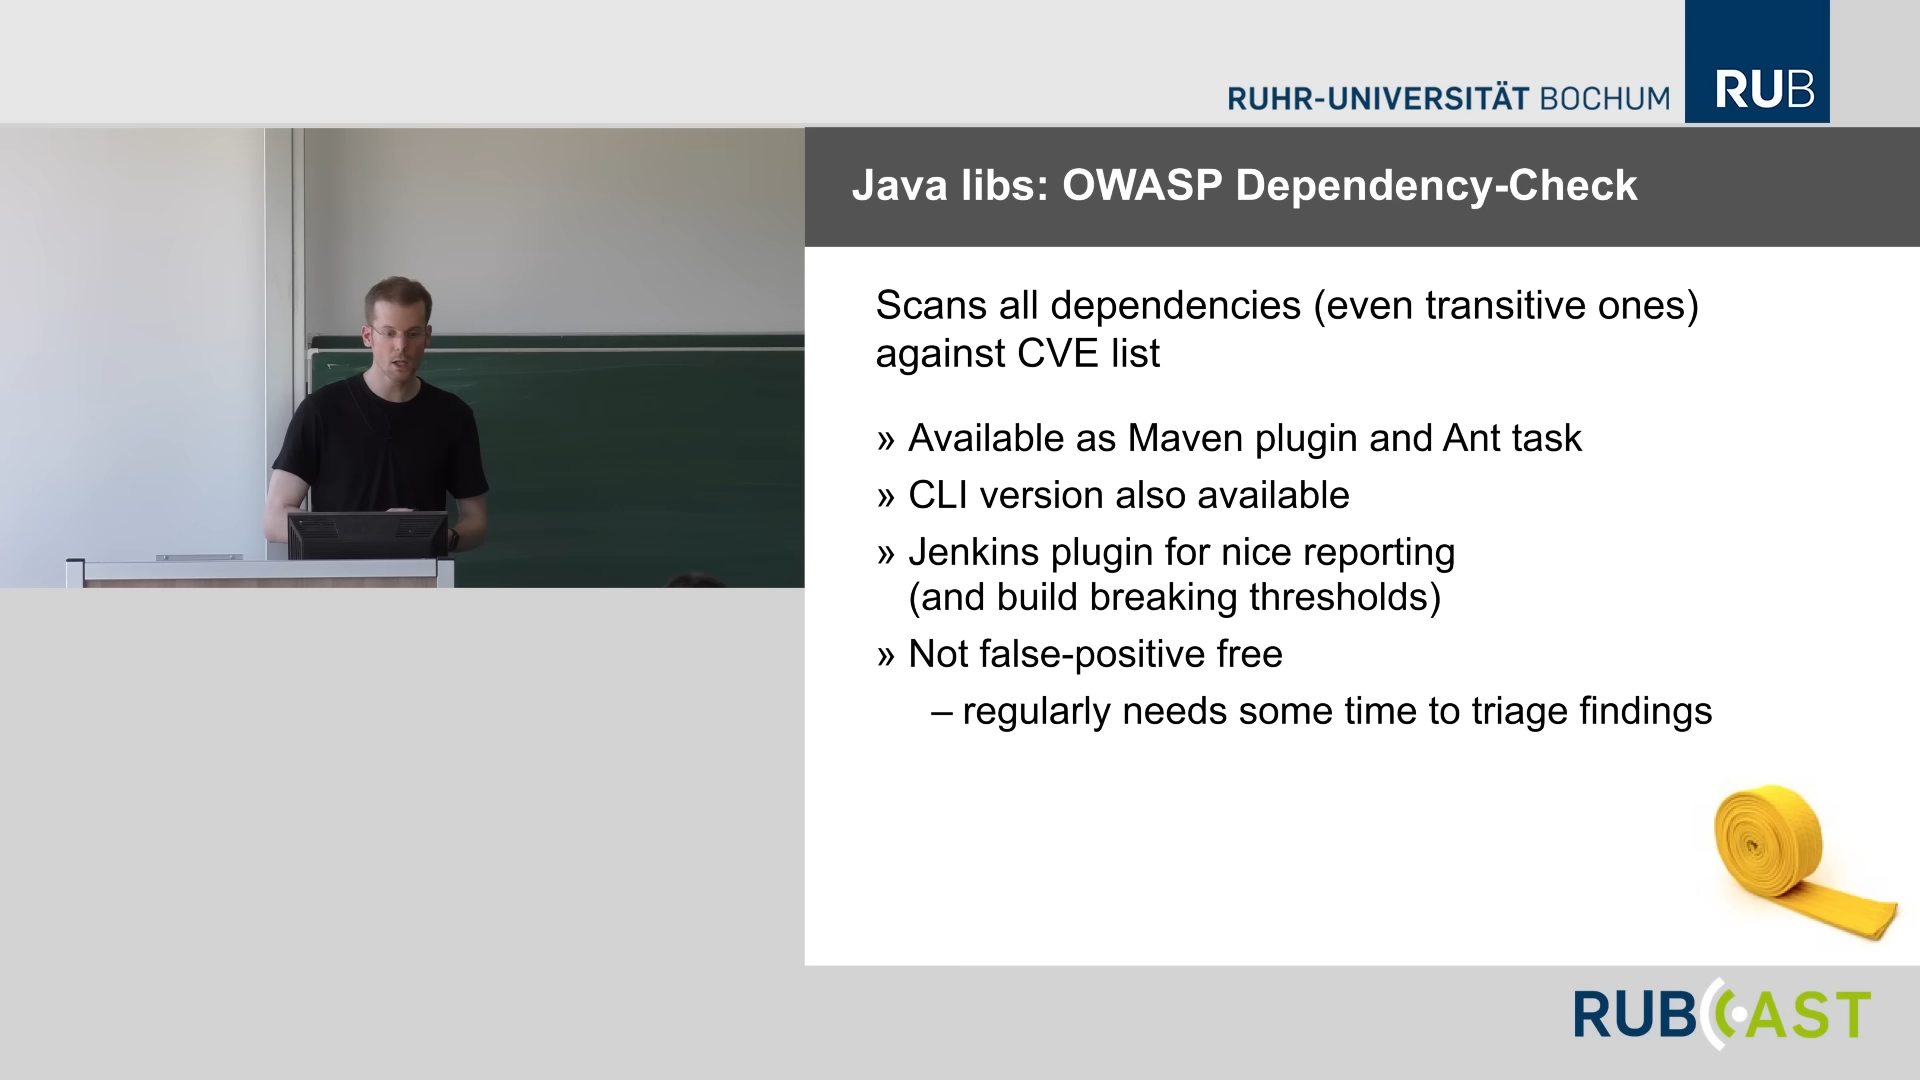 RUHR-UNIVERSITÄT BOCHUM
RUB
Java libs: OWASP Dependency-Check
Scans all dependencies (even transitive ones)
against CVE list
» Available as Maven plugin and Ant task
» CLI version also available
» Jenkins plugin for nice reporting
(and build breaking thresholds)
» Not false-positive free
– regularly needs some time to triage findings
RUBCAST